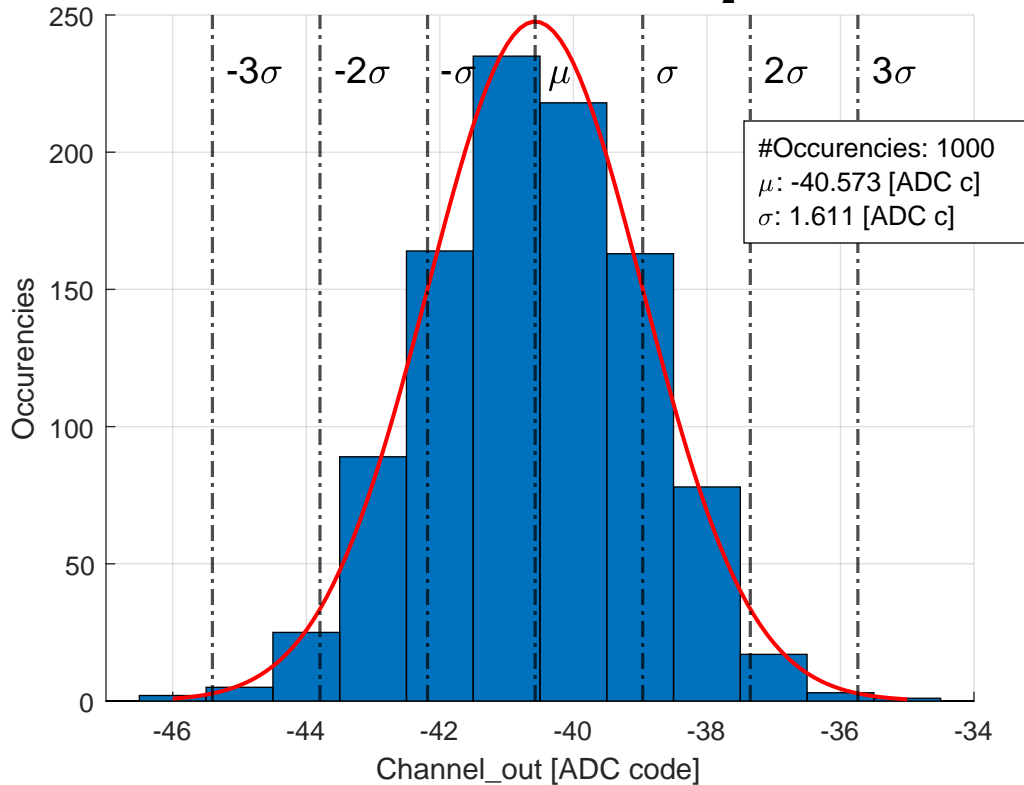 250
200
150
100
50
0
-3σ -2σ -σ μ σ 2σ 3σ
#Occurencies: 1000
μ: -40.573 [ADC c]
σ: 1.611 [ADC c]
Occurencies
-46 -44 -42 -40 -38 -36 -34
Channel_out [ADC code]